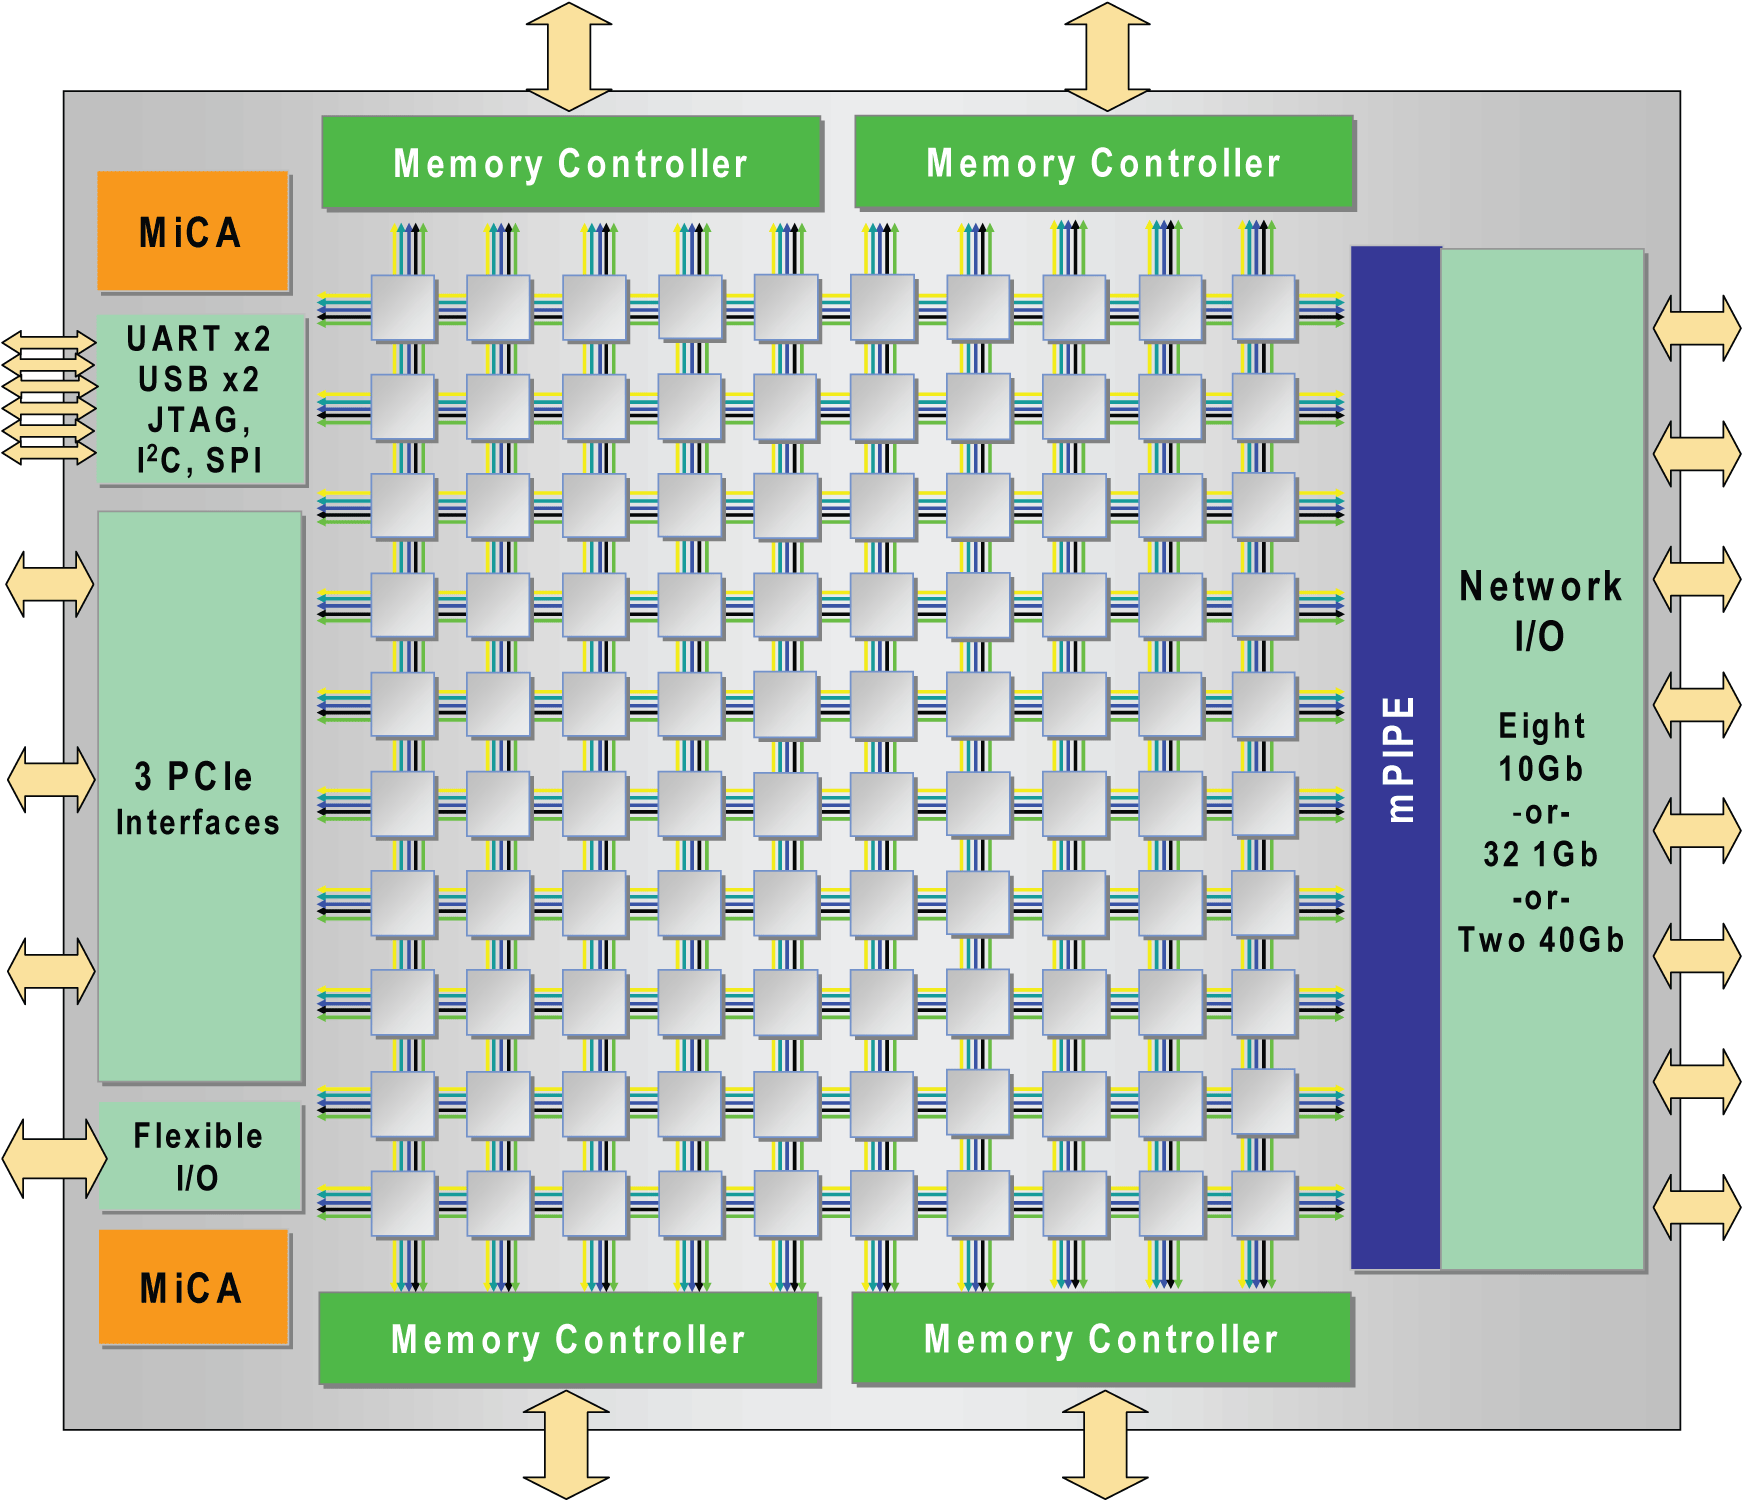 Memory Controller
Memory Controller
MiCA
UART x2
USB x2
JTAG,
I²C, SPI
3 PCIe
Interfaces
Flexible
I/O
MiCA
mPIPE
Network
I/O
Eight
10Gb
-or-
32 1Gb
-or-
Two 40Gb
Memory Controller
Memory Controller